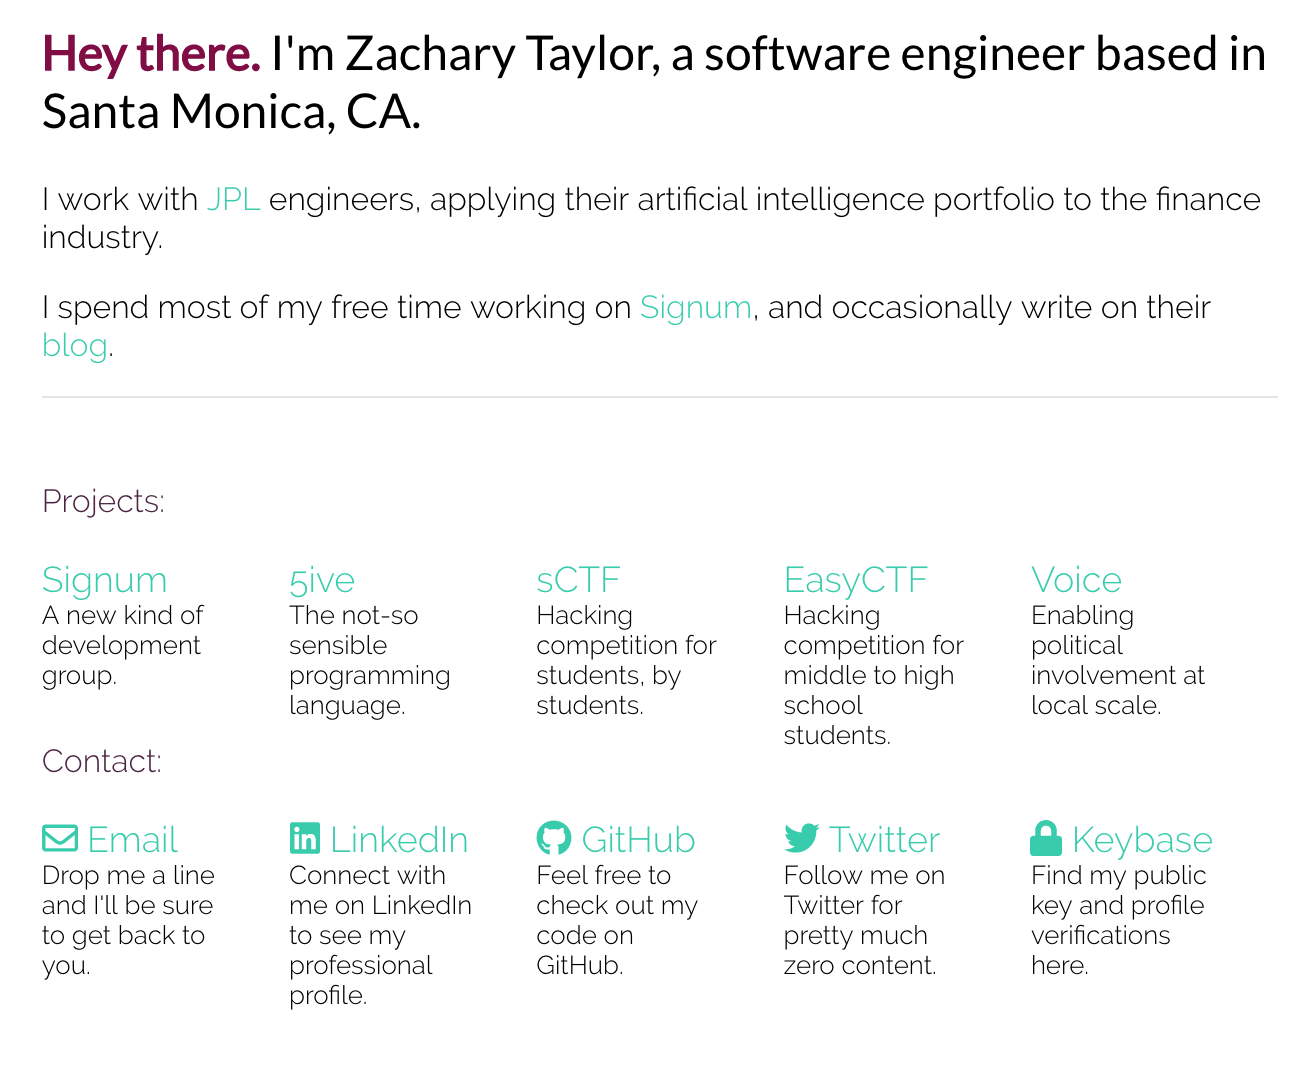 Hey there. I'm Zachary Taylor, a software engineer based in
Santa Monica, CA.
I work with JPL engineers, applying their artificial intelligence portfolio to the finance
industry.
I spend most of my free time working on Signum, and occasionally write on their
blog.
Projects:
Signum
A new kind of
development
group.
5ive
The not-so
sensible
programming
language.
sCTF
Hacking
competition for
students, by
students.
EasyCTF
Hacking
competition for
middle to high
school
students.
Voice
Enabling
political
involvement at
local scale.
Contact:
Email
Drop me a line
and I'll be sure
to get back to
you.
LinkedIn
Connect with
me on LinkedIn
to see my
professional
profile.
GitHub
Feel free to
check out my
code on
GitHub.
Twitter
Follow me on
Twitter for
pretty much
zero content.
Keybase
Find my public
key and profile
verifications
here.